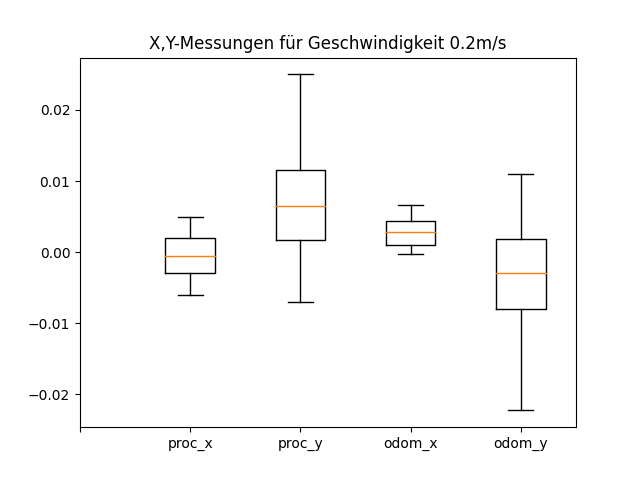 X,Y-Messungen für Geschwindigkeit 0.2m/s
0.02
0.01
0.00
−0.01
−0.02
proc_x proc_y odom_x odom_y